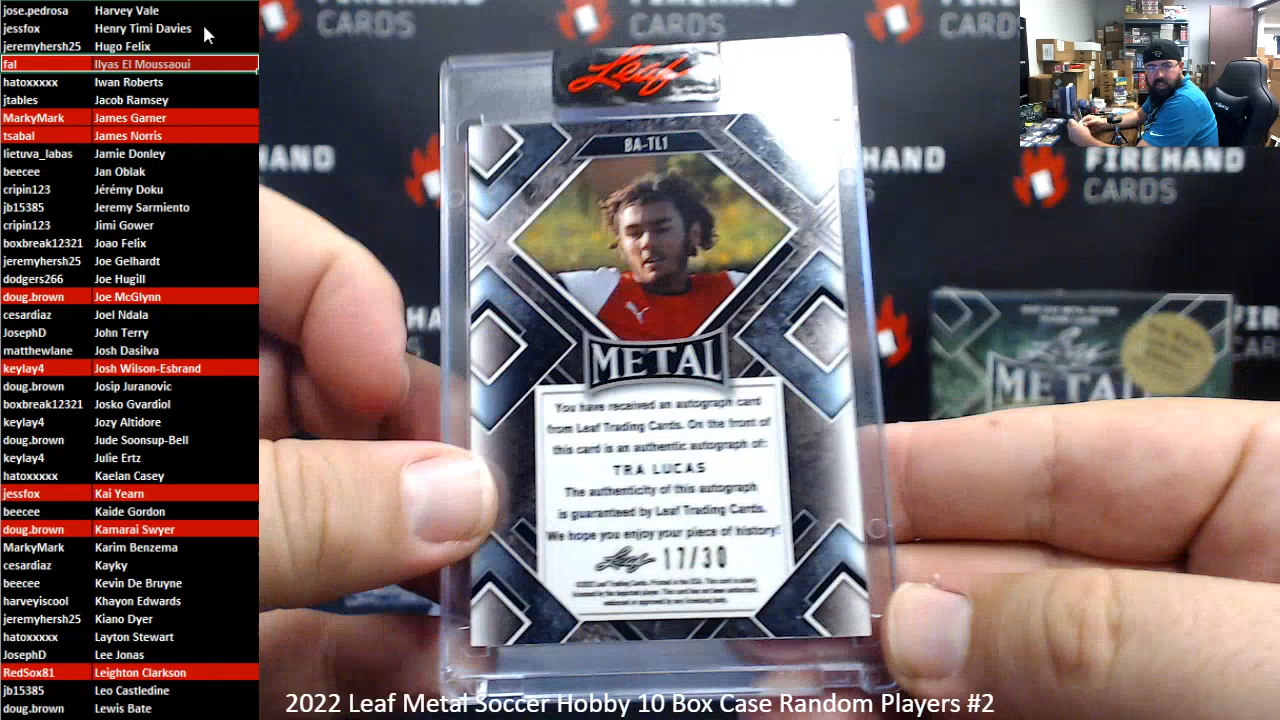 jose.pedrosa Harvey Vale
jessfox Henry Timi Davies
jeremyhersh25 Hugo Felix
fal Ilyas El Moussaoui
hatoxxxxx Iwan Roberts
jtables Jacob Ramsey
MarkyMark James Garner
tsabal James Norris
lietuva_labas Jamie Donley
beecee Jan Oblak
cripin123 Jérémy Doku
jb15385 Jeremy Sarmiento
cripin123 Jimi Gower
boxbreak12321 Joao Felix
jeremyhersh25 Joe Gelhardt
dodgers266 Joe Hugill
doug.brown Joe McGlynn
cesardiaz Joel Ndala
JosephD John Terry
matthewlane Josh Dasilva
keylay4 Josh Wilson-Esbrand
doug.brown Josip Juranovic
boxbreak12321 Josko Gvardiol
keylay4 Jozy Altidore
doug.brown Jude Soonsup-Bell
keylay4 Julie Ertz
hatoxxxxx Kaelan Casey
jessfox Kai Yearn
beecee Kaide Gordon
doug.brown Kamarai Swyer
MarkyMark Karim Benzema
cesardiaz Kayky
beecee Kevin De Bruyne
harveyiscool Khayon Edwards
jeremyhersh25 Kiano Dyer
hatoxxxxx Layton Stewart
JosephD Lee Jonas
RedSox81 Leighton Clarkson
jb15385 Leo Castledine
doug.brown Lewis Bate
Leaf
BA-TL1
METAL
You have received an autograph card
from Leaf Trading Cards. On the front of
this card is an authentic autograph of:
TRA LUCAS
The authenticity of this autograph
is guaranteed by Leaf Trading Cards.
We hope you enjoy your piece of history!
Leaf 17/30
FIREHAND
CARDS
FIREHAND
CARDS
Leaf
METAL
2022 Leaf Metal Soccer Hobby 10 Box Case Random Players #2